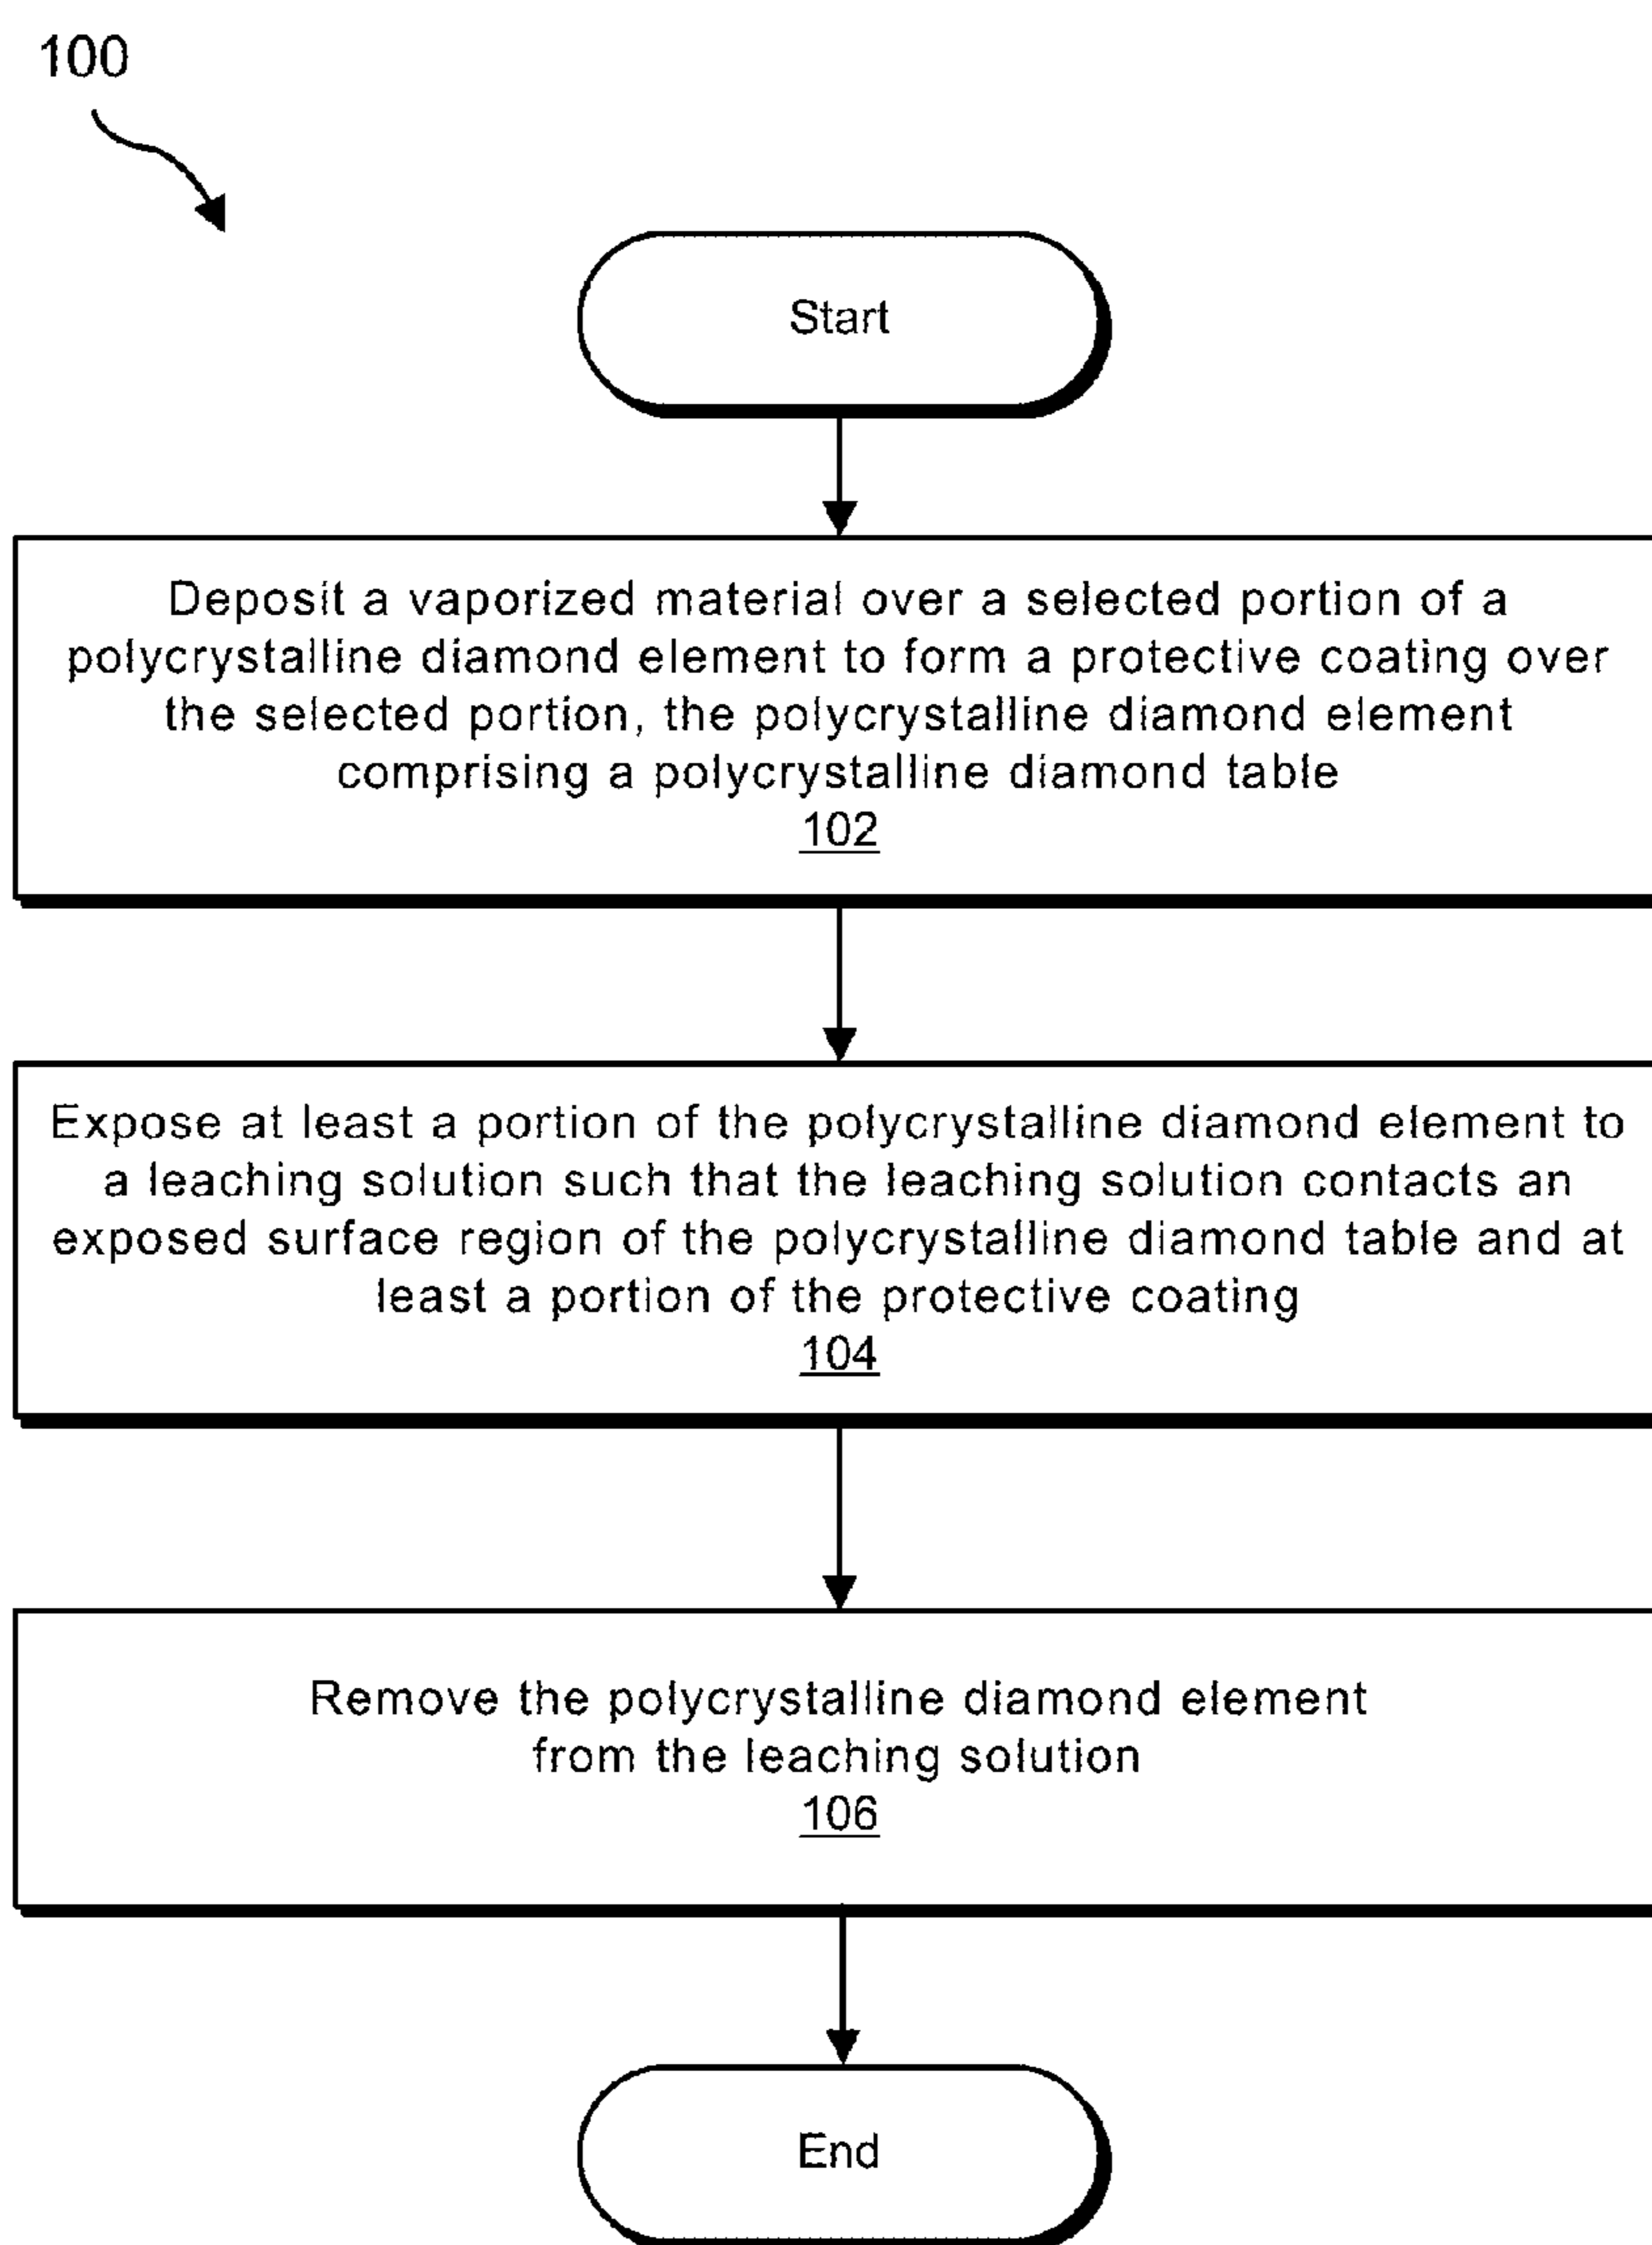 100
Start
Deposit a vaporized material over a selected portion of a
polycrystalline diamond element to form a protective coating over
the selected portion, the polycrystalline diamond element
comprising a polycrystalline diamond table
102
Expose at least a portion of the polycrystalline diamond element to
a leaching solution such that the leaching solution contacts an
exposed surface region of the polycrystalline diamond table and at
least a portion of the protective coating
104
Remove the polycrystalline diamond element
from the leaching solution
106
End